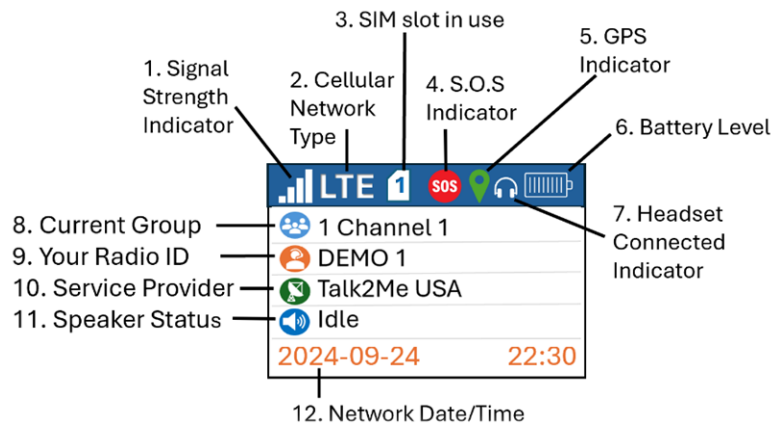 3. SIM slot in use
1. Signal
Strength
Indicator
2. Cellular
Network
Type
4. S.O.S
Indicator
5. GPS
Indicator
6. Battery Level
7. Headset
Connected
Indicator
LTE 1 SOS
8. Current Group
1 Channel 1
9. Your Radio ID
DEMO 1
10. Service Provider
Talk2Me USA
11. Speaker Status
Idle
2024-09-24 22:30
12. Network Date/Time